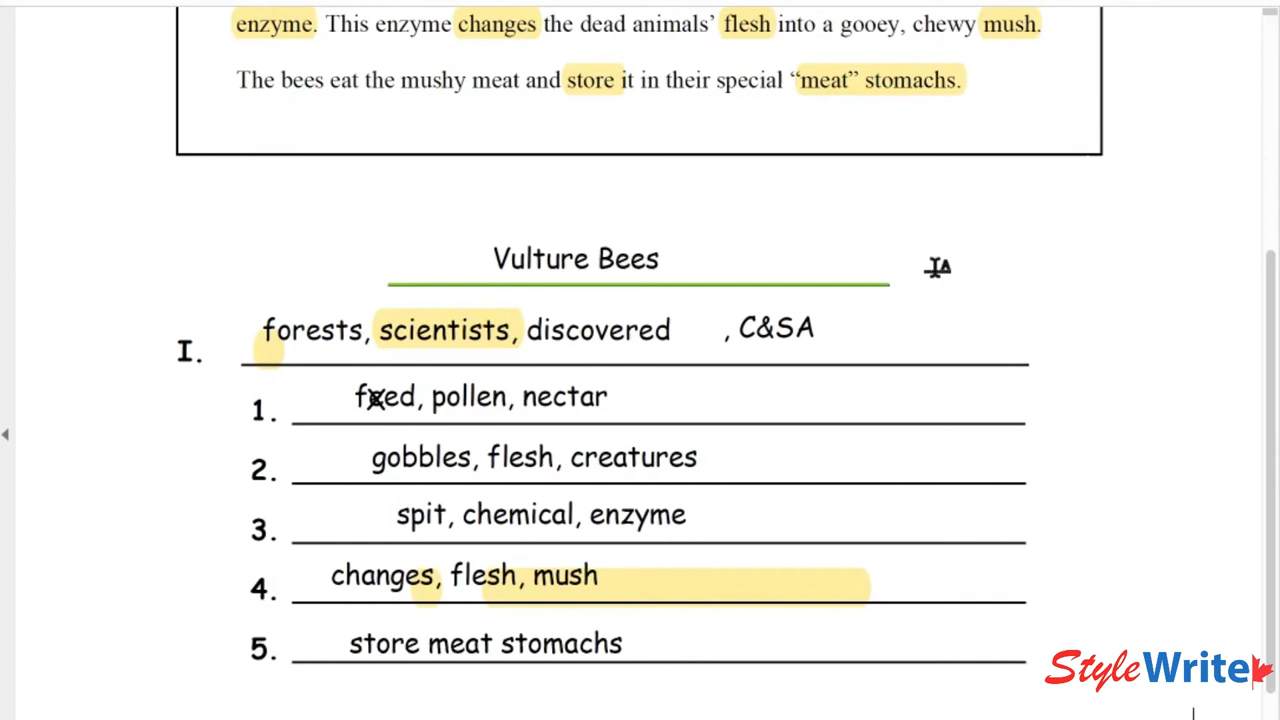 enzyme. This enzyme changes the dead animals’ flesh into a gooey, chewy mush.
The bees eat the mushy meat and store it in their special “meat” stomachs.
Vulture Bees
I. forests, scientists, discovered , C&SA
1. pollen, nectar
2. gobbles, flesh, creatures
3. spit, chemical, enzyme
4. changes, flesh, mush
5. store meat stomachs
StyleWrite